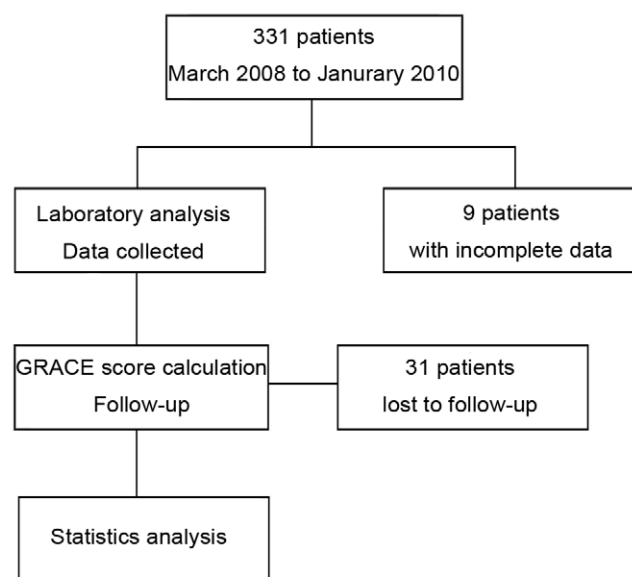 331 patients
March 2008 to Janurary 2010
Laboratory analysis
Data collected
9 patients
with incomplete data
GRACE score calculation
Follow-up
31 patients
lost to follow-up
Statistics analysis